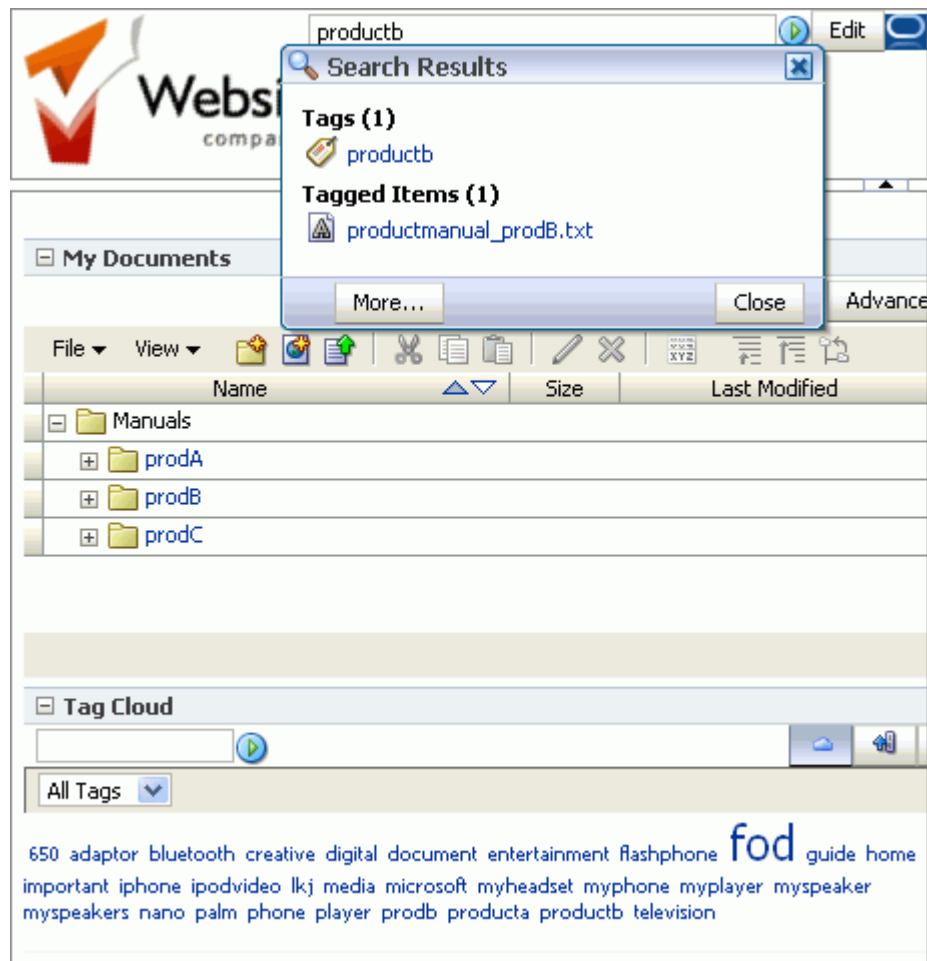 productb
Edit
Search Results
Websi
compa
Tags (1)
productb
Tagged Items (1)
productmanual_prodB.txt
My Documents
More...
Close
Advance
File View
XYZ
Name Size Last Modified
Manuals
prodA
prodB
prodC
Tag Cloud
All Tags
650 adaptor bluetooth creative digital document entertainment flashphone fod guide home
important iphone ipodvideo lkj media microsoft myheadset myphone myplayer myspeaker
myspeakers nano palm phone player prodb producta productb television